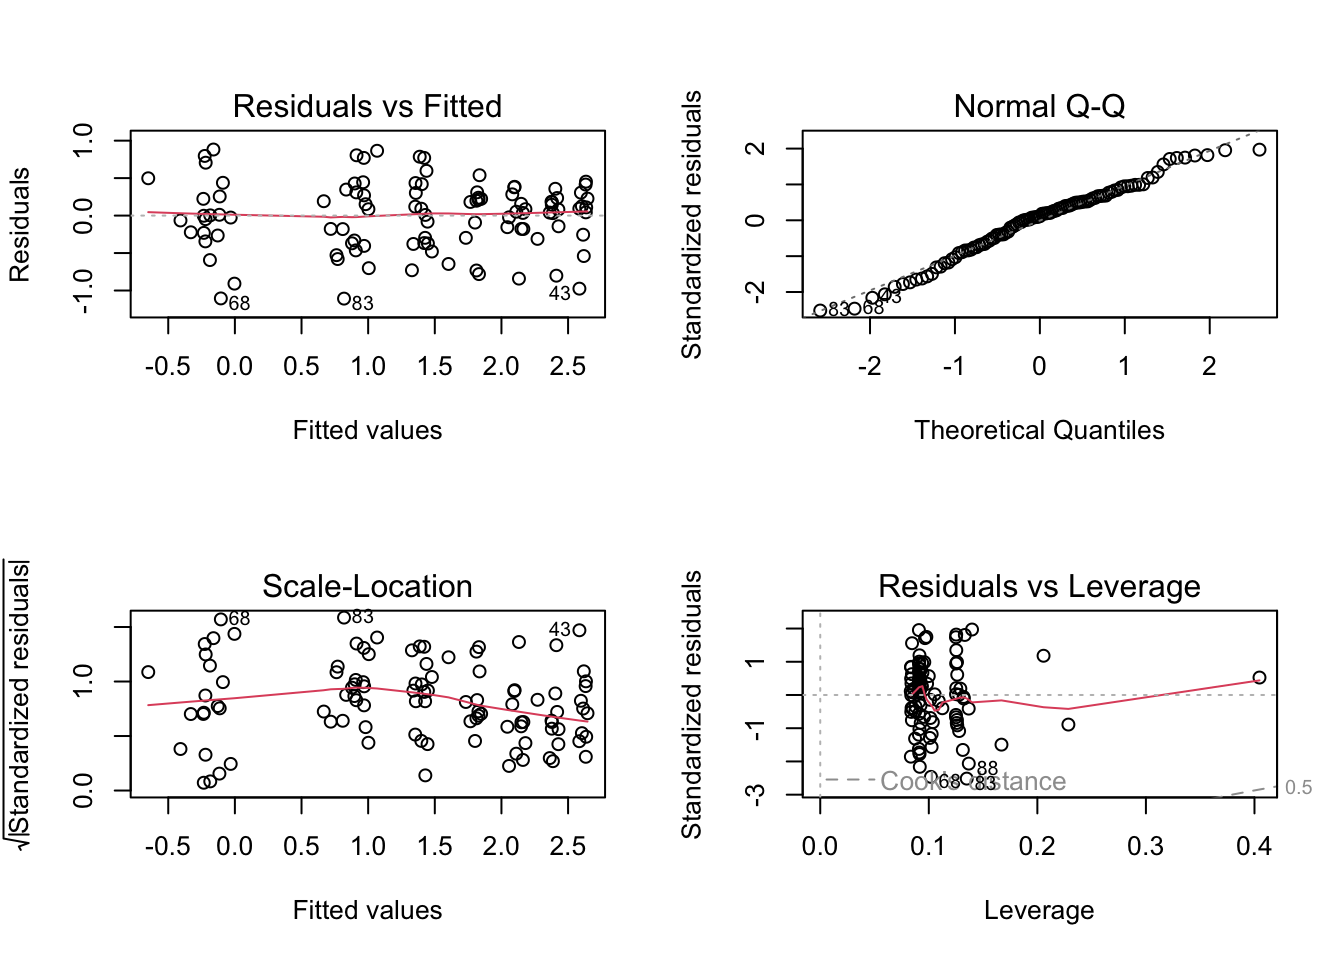 Residuals vs Fitted
Residuals
1.0
0.0
-1.0
68
83
43
-0.5 0.0 0.5 1.0 1.5 2.0 2.5
Fitted values
Normal Q-Q
Standardized residuals
2
0
-2
83 68 43
-2 -1 0 1 2
Theoretical Quantiles
Scale-Location
√|Standardized residuals|
1.0
0.0
68
83
43
-0.5 0.0 0.5 1.0 1.5 2.0 2.5
Fitted values
Residuals vs Leverage
Standardized residuals
1
-1
-3
88
68
83
Cook's distance
0.5
0.0 0.1 0.2 0.3 0.4
Leverage